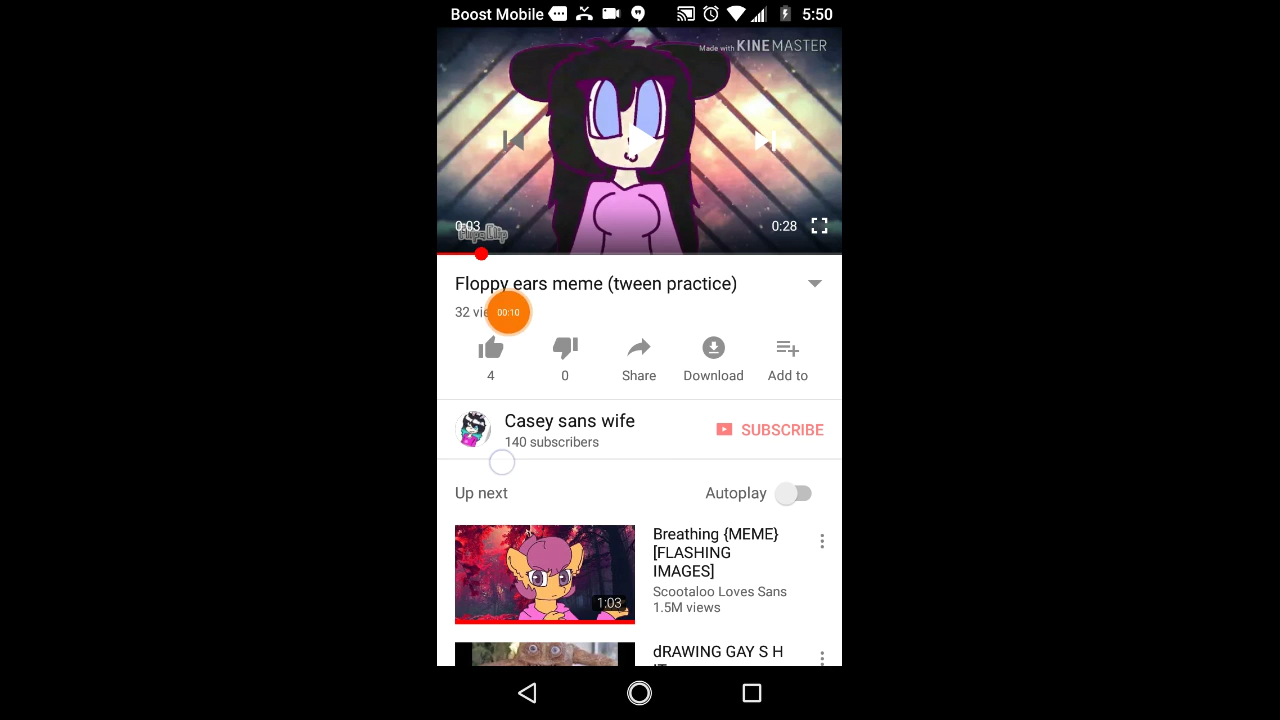 Boost Mobile 5:50
Made with KINEMASTER
0:03 0:28
FlipaClip
Floppy ears meme (tween practice)
32 vie
00:10
4 0 Share Download Add to
Casey sans wife
SUBSCRIBE
140 subscribers
Up next Autoplay
Breathing {MEME}
[FLASHING
IMAGES]
Scootaloo Loves Sans
1:03
1.5M views
dRAWING GAY S H